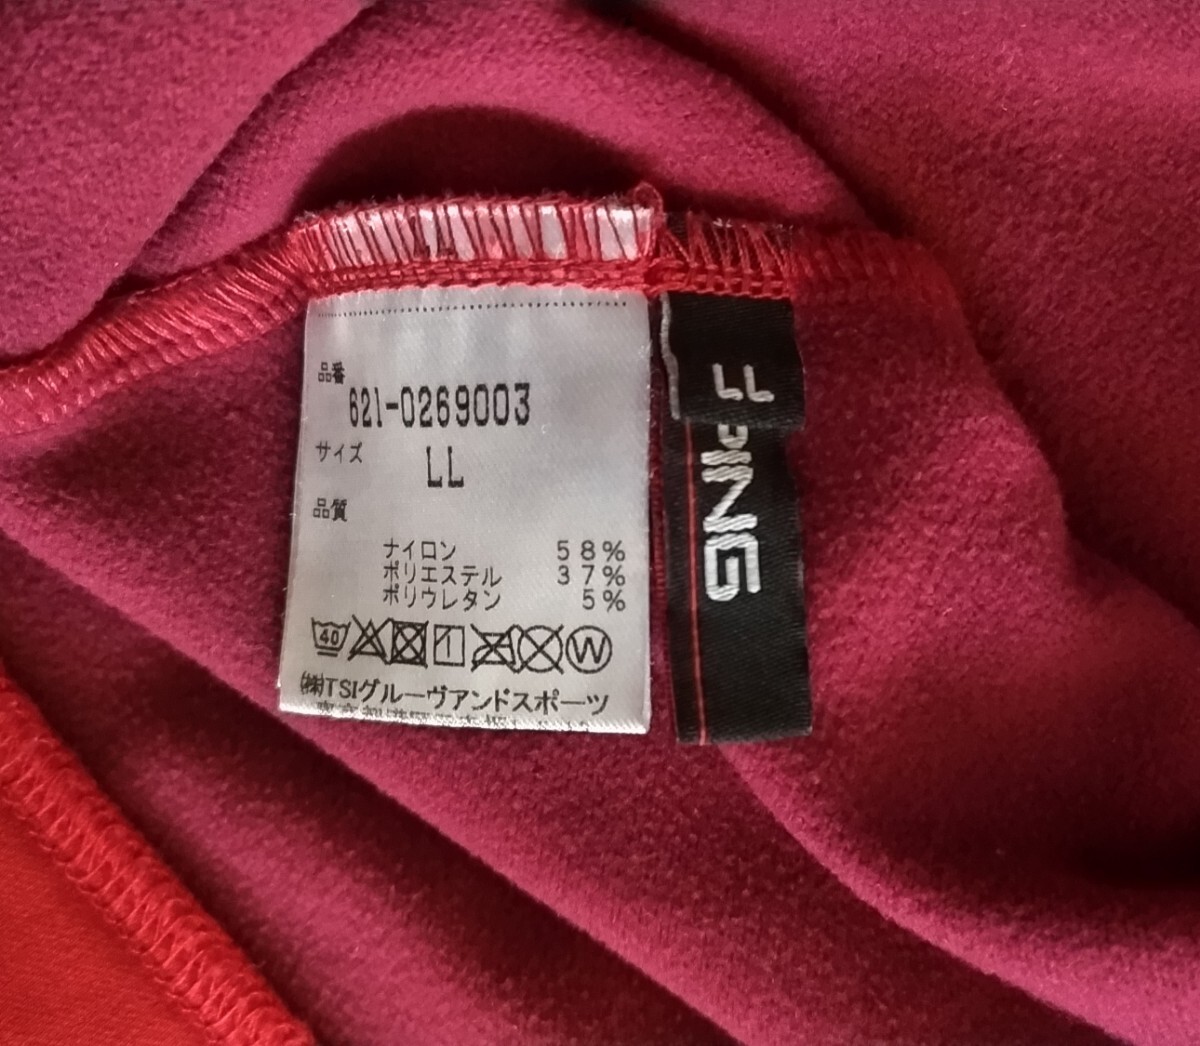 品番
621-0269003
サイズ
LL
品質
ナイロン 58%
ポリエステル 37%
ポリウレタン 5%
40
W
㈱TSIグルーヴアンドスポーツ
LL
PING